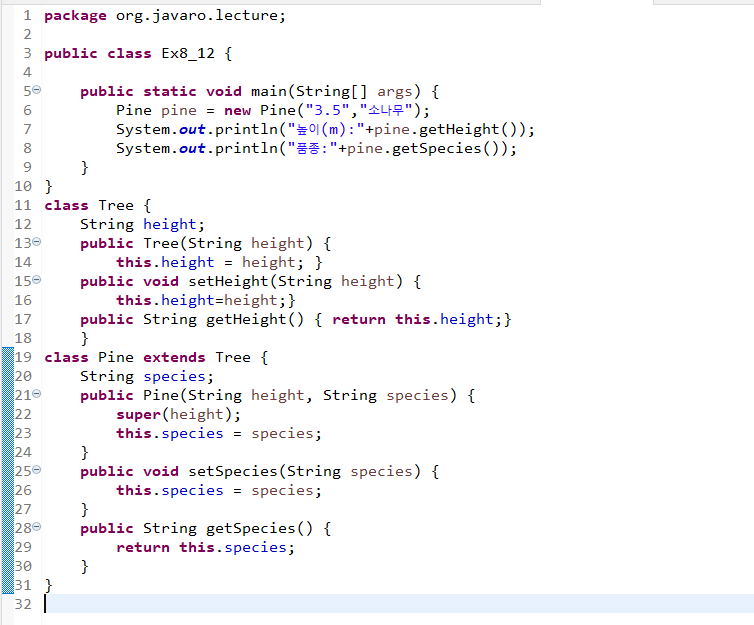 1 package org.javaro.lecture;
2
3 public class Ex8_12 {
4
5     public static void main(String[] args) {
6         Pine pine = new Pine("3.5","소나무");
7         System.out.println("높이(m):"+pine.getHeight());
8         System.out.println("품종:"+pine.getSpecies());
9     }
10 }
11 class Tree {
12     String height;
13     public Tree(String height) {
14         this.height = height; }
15     public void setHeight(String height) {
16         this.height=height;}
17     public String getHeight() { return this.height;}
18     }
19 class Pine extends Tree {
20     String species;
21     public Pine(String height, String species) {
22         super(height);
23         this.species = species;
24     }
25     public void setSpecies(String species) {
26         this.species = species;
27     }
28     public String getSpecies() {
29         return this.species;
30     }
31 }
32